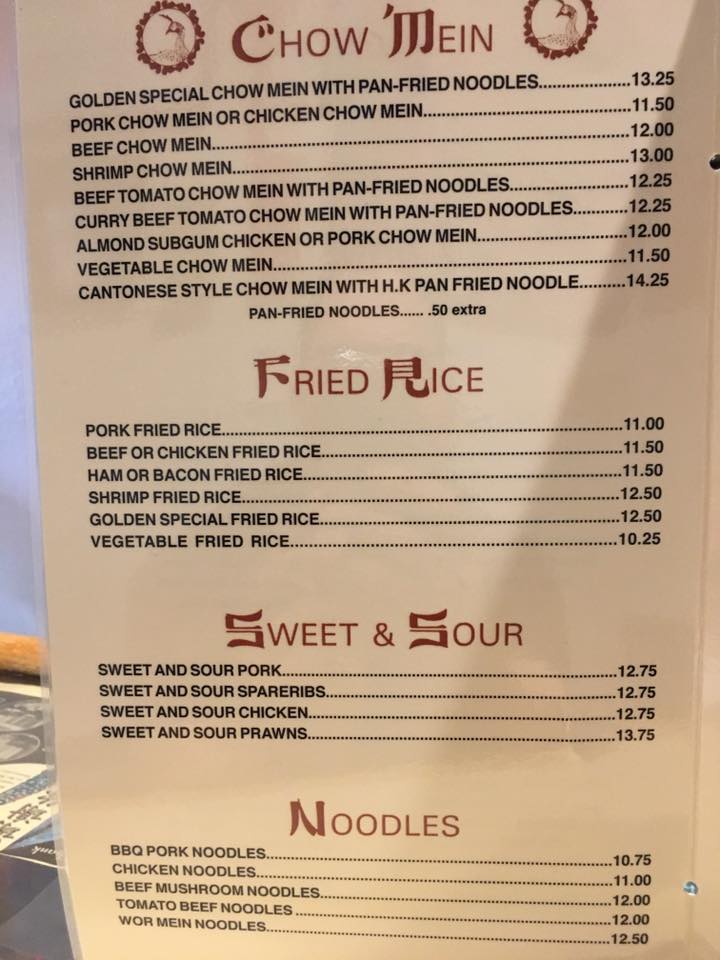 CHOW MEIN
GOLDEN SPECIAL CHOW MEIN WITH PAN-FRIED NOODLES....................13.25
PORK CHOW MEIN OR CHICKEN CHOW MEIN..............................................11.50
BEEF CHOW MEIN............................................................................................12.00
SHRIMP CHOW MEIN........................................................................................13.00
BEEF TOMATO CHOW MEIN WITH PAN-FRIED NOODLES..........................12.25
CURRY BEEF TOMATO CHOW MEIN WITH PAN-FRIED NOODLES............12.25
ALMOND SUBGUM CHICKEN OR PORK CHOW MEIN.................................12.00
VEGETABLE CHOW MEIN...............................................................................11.50
CANTONESE STYLE CHOW MEIN WITH H.K PAN FRIED NOODLE..........14.25
PAN-FRIED NOODLES...... .50 extra
FRIED RICE
PORK FRIED RICE.........................................................................................11.00
BEEF OR CHICKEN FRIED RICE...................................................................11.50
HAM OR BACON FRIED RICE.......................................................................11.50
SHRIMP FRIED RICE.....................................................................................12.50
GOLDEN SPECIAL FRIED RICE...................................................................12.50
VEGETABLE FRIED RICE.............................................................................10.25
SWEET & SOUR
SWEET AND SOUR PORK............................................................................12.75
SWEET AND SOUR SPARERIBS..................................................................12.75
SWEET AND SOUR CHICKEN......................................................................12.75
SWEET AND SOUR PRAWNS.......................................................................13.75
NOODLES
BBQ PORK NOODLES...................................................................................10.75
CHICKEN NOODLES.....................................................................................11.00
BEEF MUSHROOM NOODLES.....................................................................12.00
TOMATO BEEF NOODLES ...........................................................................12.00
WOR MEIN NOODLES..................................................................................12.50